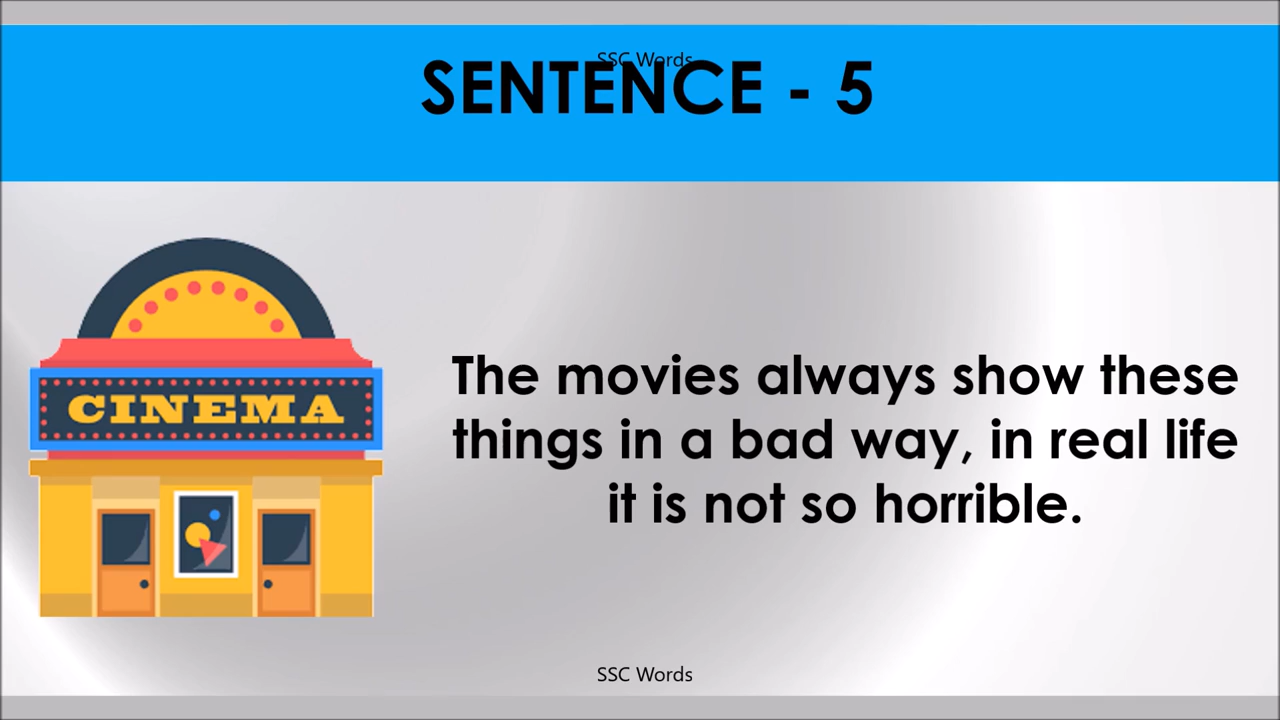 SSC Words
SENTENCE - 5
CINEMA
The movies always show these
things in a bad way, in real life
it is not so horrible.
SSC Words